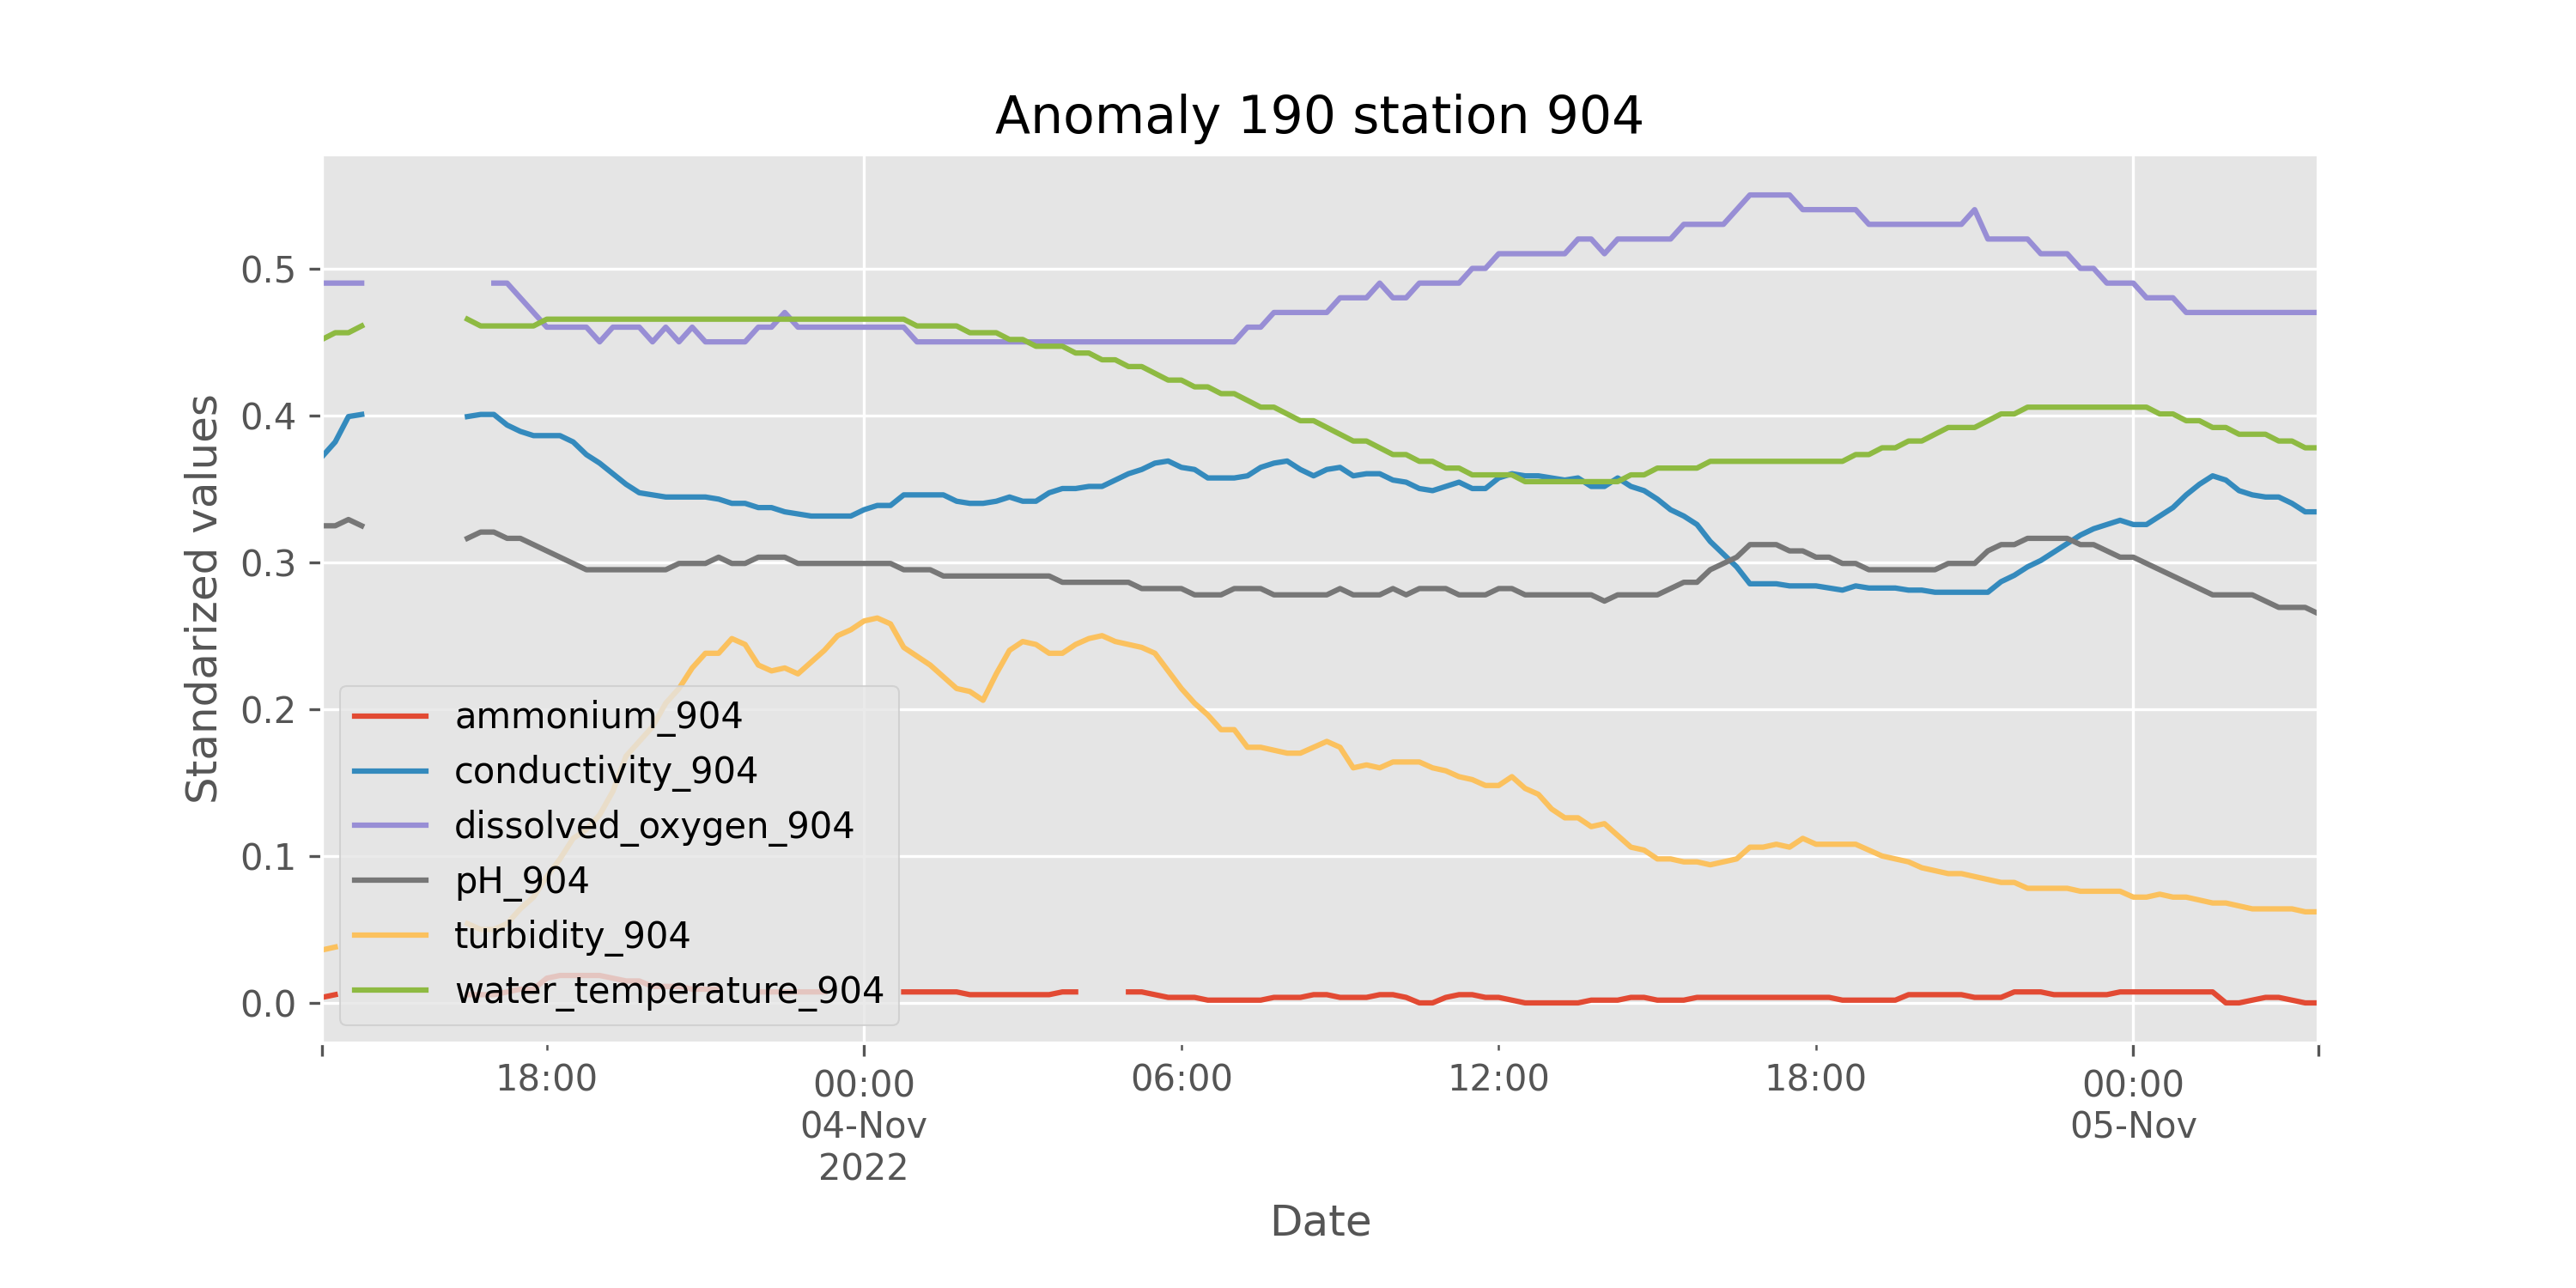 Anomaly 190 station 904
Standarized values
0.5
0.4
0.3
0.2
0.1
0.0
ammonium_904
conductivity_904
dissolved_oxygen_904
pH_904
turbidity_904
water_temperature_904
18:00
00:00
04-Nov
2022
06:00
12:00
18:00
00:00
05-Nov
Date